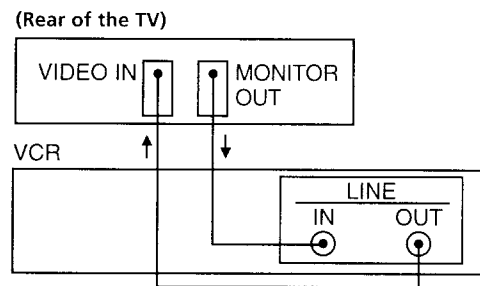 (Rear of the TV)
VIDEO IN
MONITOR
OUT
VCR
LINE
IN OUT